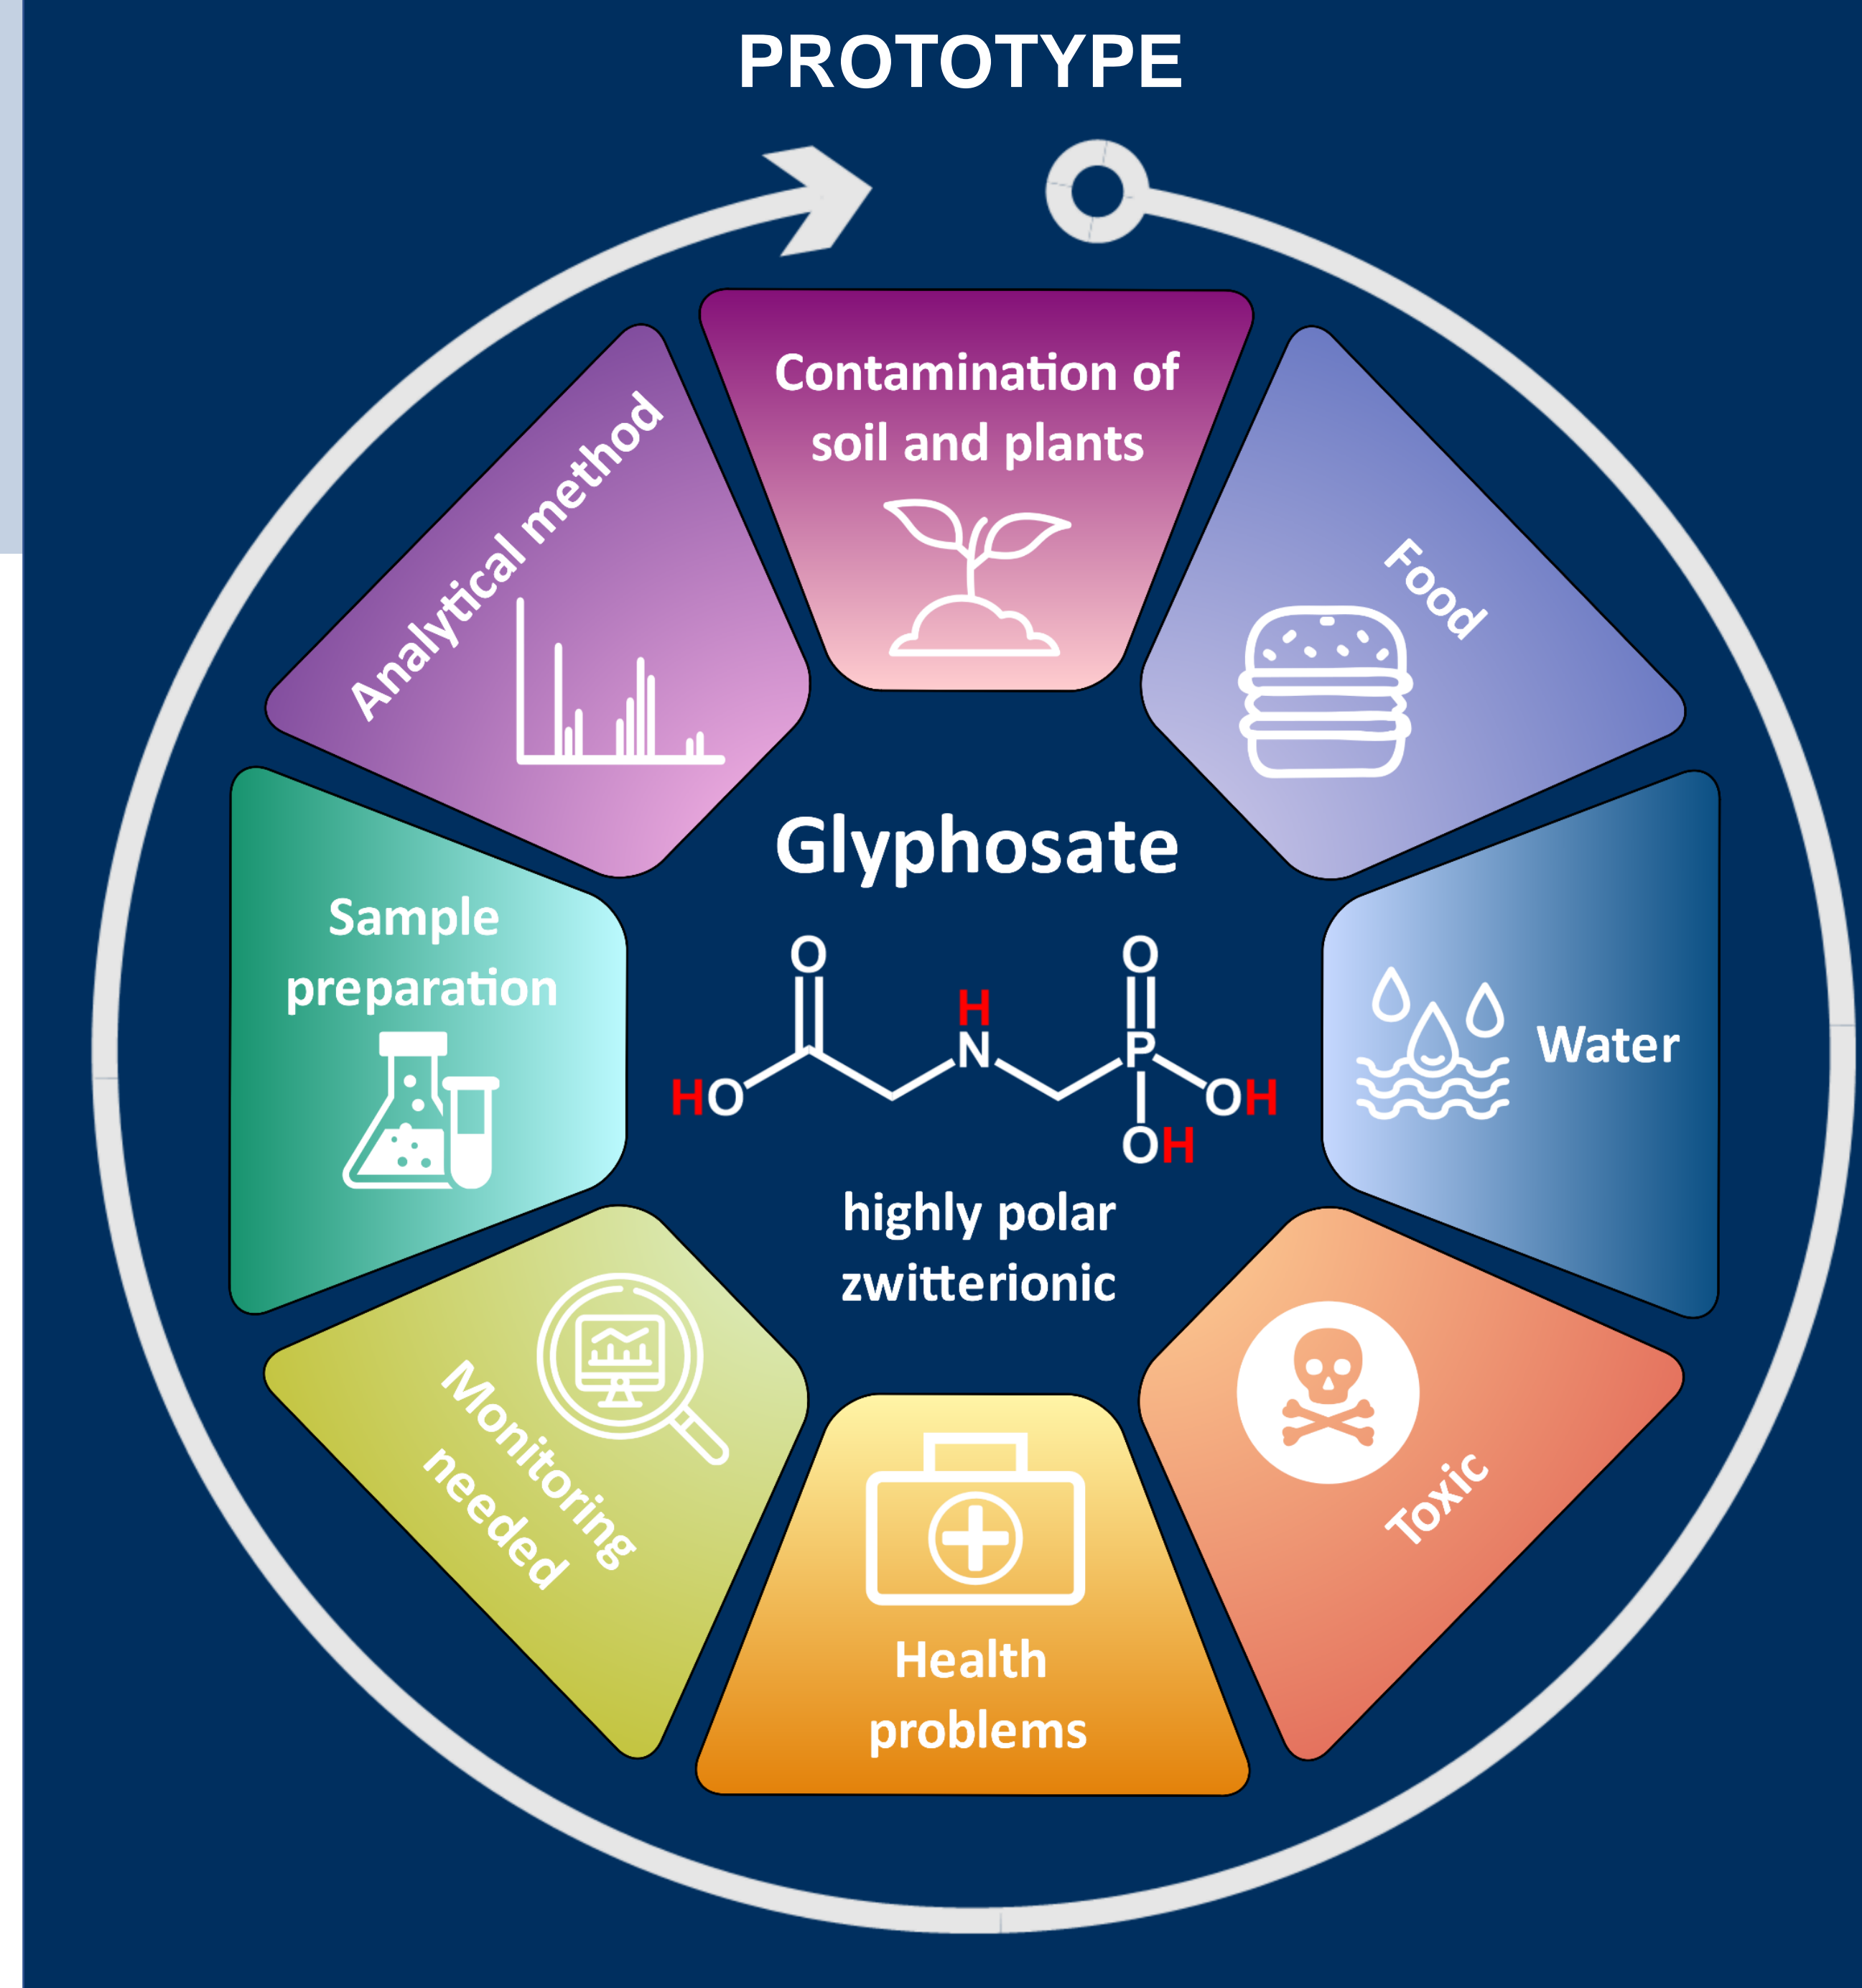 PROTOTYPE
Contamination of
soil and plants
Food
Water
Toxic
Health
problems
Monitoring
needed
Sample
preparation
Analytical method
Glyphosate
O
O
H
N
P
HO
OH
OH
highly polar
zwitterionic